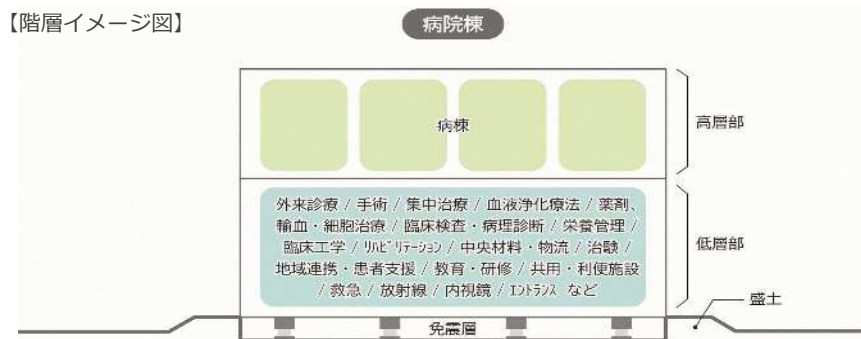 【階層イメージ図】
病院棟
病棟
高層部
外来診療 / 手術 / 集中治療 / 血液浄化療法 / 薬剤、
輸血・細胞治療 / 臨床検査・病理診断 / 栄養管理 /
臨床工学 / ﾘﾊﾋﾞﾘﾃｰｼｮﾝ / 中央材料・物流 / 治験 /
地域連携・患者支援 / 教育・研修 / 共用・利便施設
/ 救急 / 放射線 / 内視鏡 / ｴﾝﾄﾗﾝｽ など
低層部
盛土
免震層